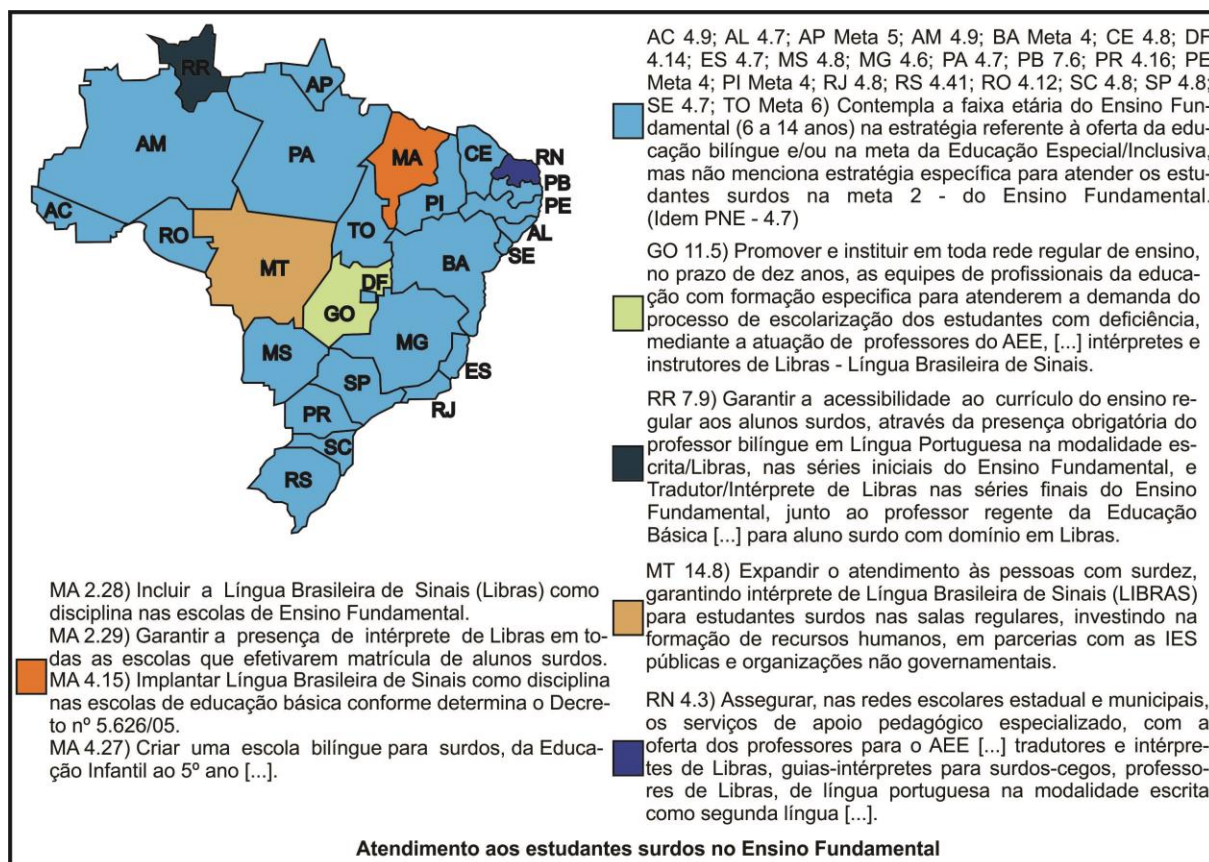 RR
AP
AM
PA
MA
CE
RN
PB
PE
PI
AC
RO
TO
AL
SE
MT
BA
DF
GO
MS
MG
ES
SP
RJ
PR
SC
RS
AC 4.9; AL 4.7; AP Meta 5; AM 4.9; BA Meta 4; CE 4.8; DF
4.14; ES 4.7; MS 4.8; MG 4.6; PA 4.7; PB 7.6; PR 4.16; PE
Meta 4; PI Meta 4; RJ 4.8; RS 4.41; RO 4.12; SC 4.8; SP 4.8;
SE 4.7; TO Meta 6) Contempla a faixa etária do Ensino Fun-
damental (6 a 14 anos) na estratégia referente à oferta da edu-
cação bilíngue e/ou na meta da Educação Especial/Inclusiva,
mas não menciona estratégia específica para atender os estu-
dantes surdos na meta 2 - do Ensino Fundamental.
(Idem PNE - 4.7)
GO 11.5) Promover e instituir em toda rede regular de ensino,
no prazo de dez anos, as equipes de profissionais da educa-
ção com formação especifica para atenderem a demanda do
processo de escolarização dos estudantes com deficiência,
mediante a atuação de professores do AEE, [...] intérpretes e
instrutores de Libras - Língua Brasileira de Sinais.
RR 7.9) Garantir a acessibilidade ao currículo do ensino re-
gular aos alunos surdos, através da presença obrigatória do
professor bilíngue em Língua Portuguesa na modalidade es-
crita/Libras, nas séries iniciais do Ensino Fundamental, e
Tradutor/Intérprete de Libras nas séries finais do Ensino
Fundamental, junto ao professor regente da Educação
Básica [...] para aluno surdo com domínio em Libras.
MT 14.8) Expandir o atendimento às pessoas com surdez,
garantindo intérprete de Língua Brasileira de Sinais (LIBRAS)
para estudantes surdos nas salas regulares, investindo na
formação de recursos humanos, em parcerias com as IES
públicas e organizações não governamentais.
RN 4.3) Assegurar, nas redes escolares estadual e municipais,
os serviços de apoio pedagógico especializado, com a
oferta dos professores para o AEE [...] tradutores e intérpre-
tes de Libras, guias-intérpretes para surdos-cegos, professo-
res de Libras, de língua portuguesa na modalidade escrita
como segunda língua [...].
MA 2.28) Incluir a Língua Brasileira de Sinais (Libras) como
disciplina nas escolas de Ensino Fundamental.
MA 2.29) Garantir a presença de intérprete de Libras em to-
das as escolas que efetivarem matrícula de alunos surdos.
MA 4.15) Implantar Língua Brasileira de Sinais como disciplina
nas escolas de educação básica conforme determina o Decre-
to nº 5.626/05.
MA 4.27) Criar uma escola bilíngue para surdos, da Educa-
ção Infantil ao 5º ano [...].
Atendimento aos estudantes surdos no Ensino Fundamental